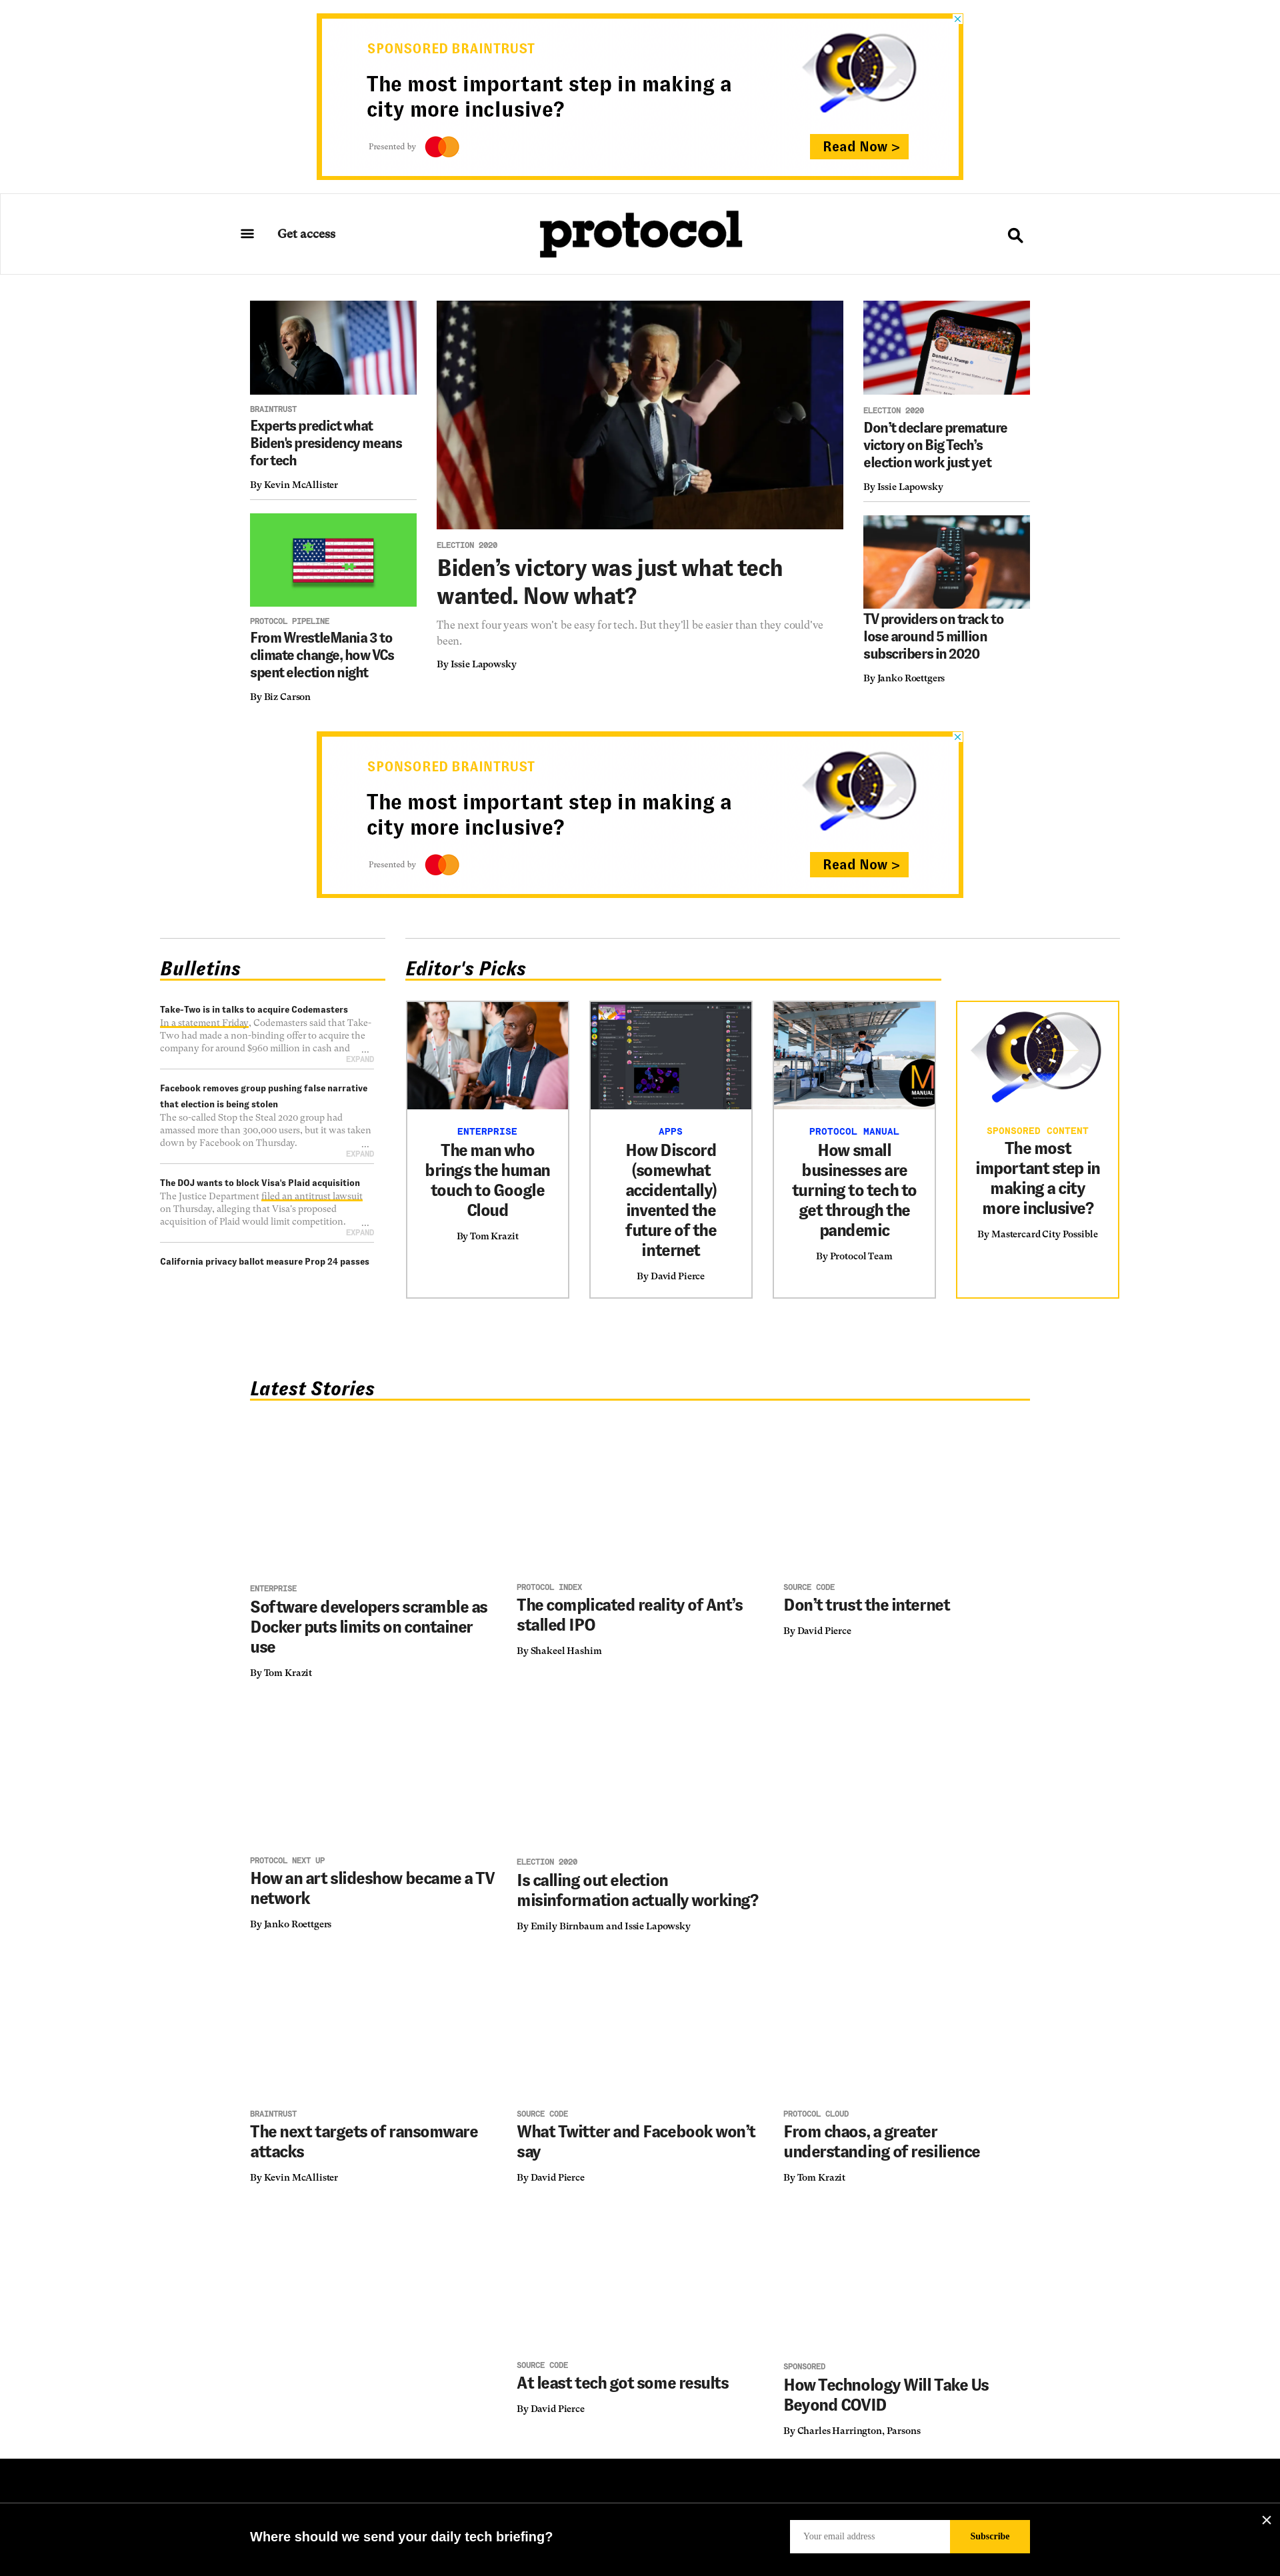 SPONSORED BRAINTRUST
The most important step in making a
city more inclusive?
Presented by
Read Now >
Get access
protocol
BRAINTRUST
Experts predict what
Biden's presidency means
for tech
By Kevin McAllister
PROTOCOL PIPELINE
From WrestleMania 3 to
climate change, how VCs
spent election night
By Biz Carson
ELECTION 2020
Biden’s victory was just what tech
wanted. Now what?
The next four years won't be easy for tech. But they'll be easier than they could've
been.
By Issie Lapowsky
Donald J. Trump
ELECTION 2020
Don’t declare premature
victory on Big Tech’s
election work just yet
By Issie Lapowsky
TV providers on track to
lose around 5 million
subscribers in 2020
By Janko Roettgers
SPONSORED BRAINTRUST
The most important step in making a
city more inclusive?
Presented by
Read Now >
Bulletins
Take-Two is in talks to acquire Codemasters
In a statement Friday, Codemasters said that Take-
Two had made a non-binding offer to acquire the
company for around $960 million in cash and ...
EXPAND
Facebook removes group pushing false narrative
that election is being stolen
The so-called Stop the Steal 2020 group had
amassed more than 300,000 users, but it was taken
down by Facebook on Thursday. ...
EXPAND
The DOJ wants to block Visa's Plaid acquisition
The Justice Department filed an antitrust lawsuit
on Thursday, alleging that Visa's proposed
acquisition of Plaid would limit competition. ...
EXPAND
California privacy ballot measure Prop 24 passes
Editor's Picks
ENTERPRISE
The man who
brings the human
touch to Google
Cloud
By Tom Krazit
APPS
How Discord
(somewhat
accidentally)
invented the
future of the
internet
By David Pierce
M
MANUAL
PROTOCOL MANUAL
How small
businesses are
turning to tech to
get through the
pandemic
By Protocol Team
SPONSORED CONTENT
The most
important step in
making a city
more inclusive?
By Mastercard City Possible
Latest Stories
ENTERPRISE
Software developers scramble as
Docker puts limits on container
use
By Tom Krazit
PROTOCOL INDEX
The complicated reality of Ant’s
stalled IPO
By Shakeel Hashim
SOURCE CODE
Don’t trust the internet
By David Pierce
PROTOCOL NEXT UP
How an art slideshow became a TV
network
By Janko Roettgers
ELECTION 2020
Is calling out election
misinformation actually working?
By Emily Birnbaum and Issie Lapowsky
BRAINTRUST
The next targets of ransomware
attacks
By Kevin McAllister
SOURCE CODE
What Twitter and Facebook won’t
say
By David Pierce
PROTOCOL CLOUD
From chaos, a greater
understanding of resilience
By Tom Krazit
SOURCE CODE
At least tech got some results
By David Pierce
SPONSORED
How Technology Will Take Us
Beyond COVID
By Charles Harrington, Parsons
Where should we send your daily tech briefing?
Your email address
Subscribe